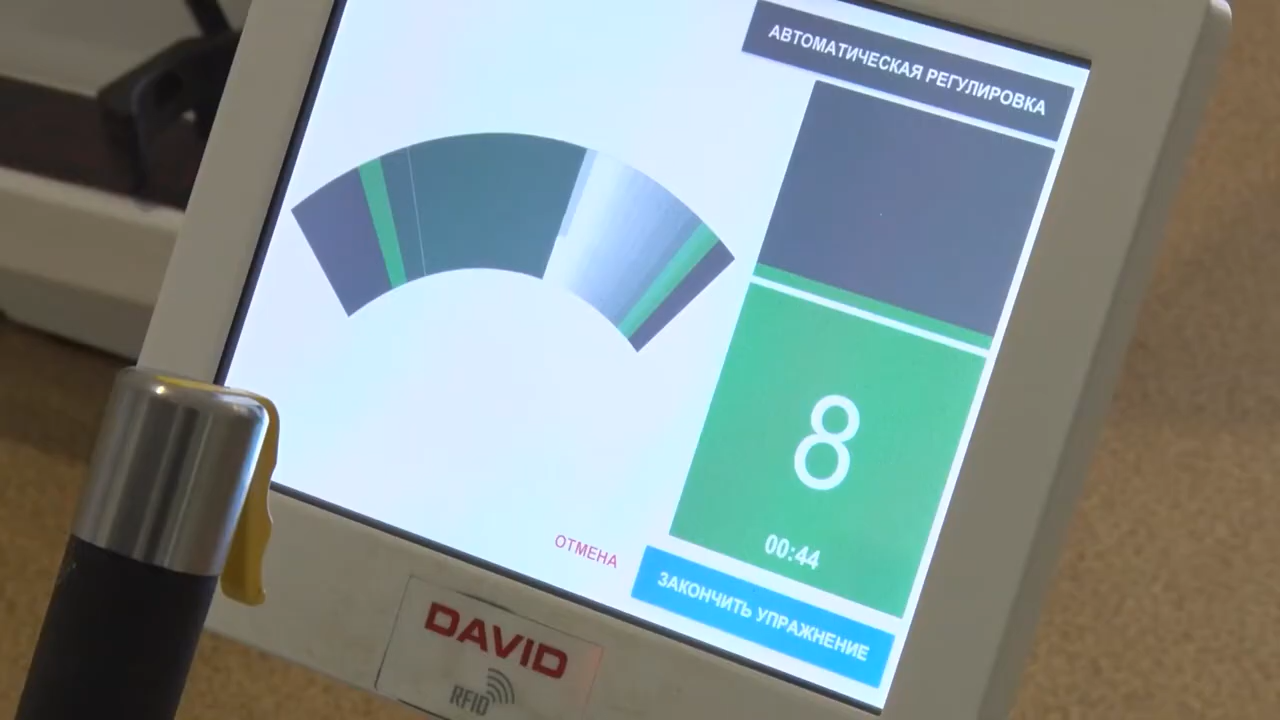 АВТОМАТИЧЕСКАЯ РЕГУЛИРОВКА
8
00:44
ОТМЕНА
ЗАКОНЧИТЬ УПРАЖНЕНИЕ
DAVID
RFID